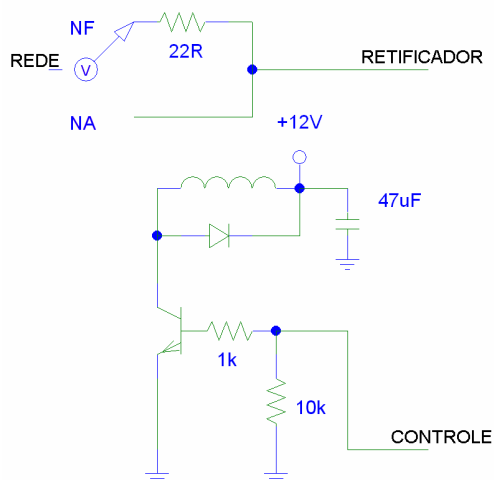 NF
22R
REDE
V
RETIFICADOR
NA
+12V
47uF
1k
10k
CONTROLE